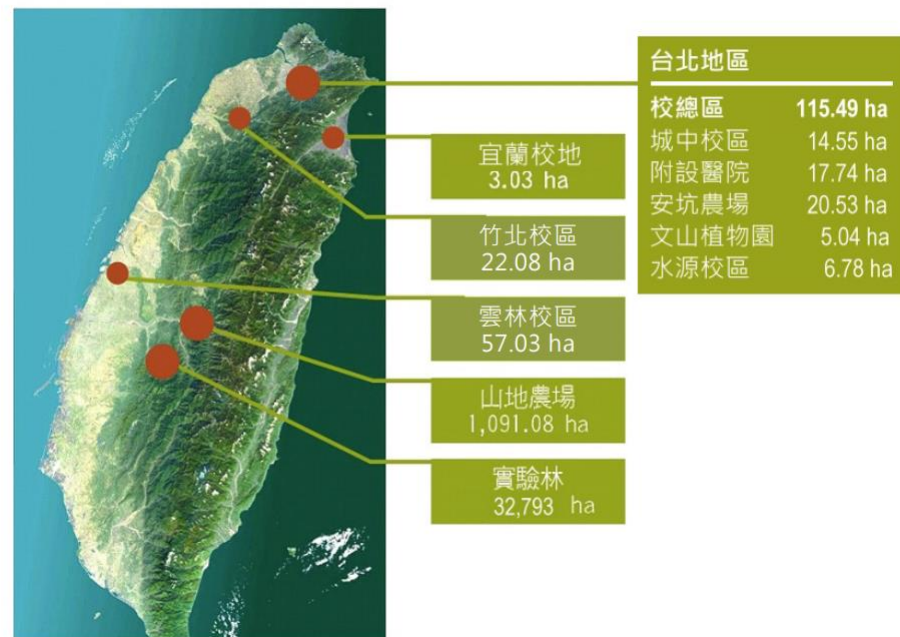 台北地區
校總區 115.49 ha
城中校區 14.55 ha
附設醫院 17.74 ha
安坑農場 20.53 ha
文山植物園 5.04 ha
水源校區 6.78 ha
宜蘭校地
3.03 ha
竹北校區
22.08 ha
雲林校區
57.03 ha
山地農場
1,091.08 ha
實驗林
32,793 ha